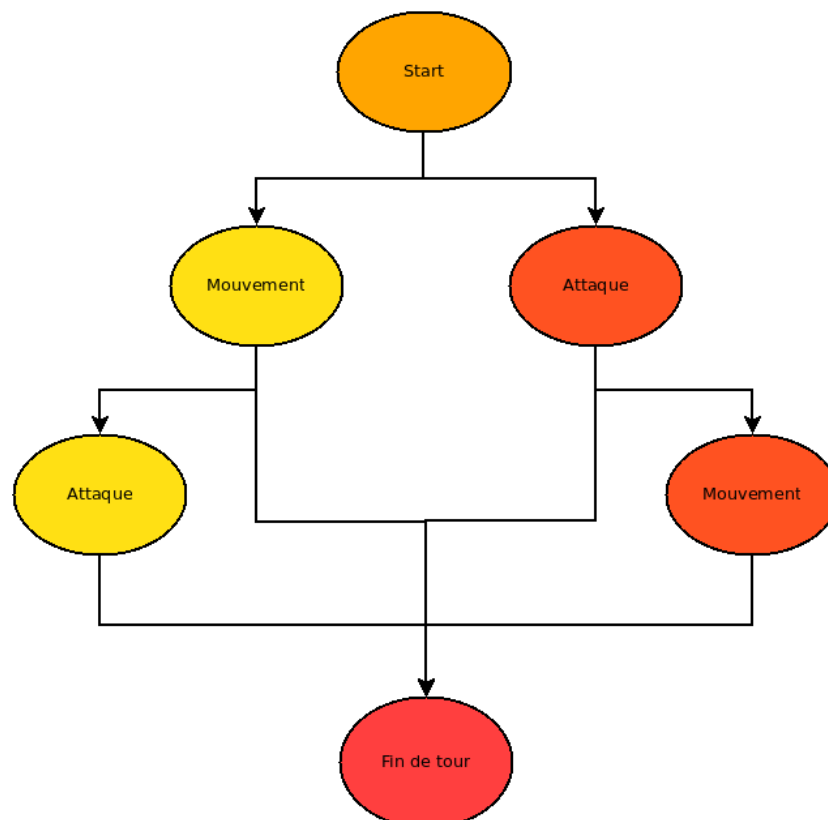 Start
Mouvement
Attaque
Attaque
Mouvement
Fin de tour